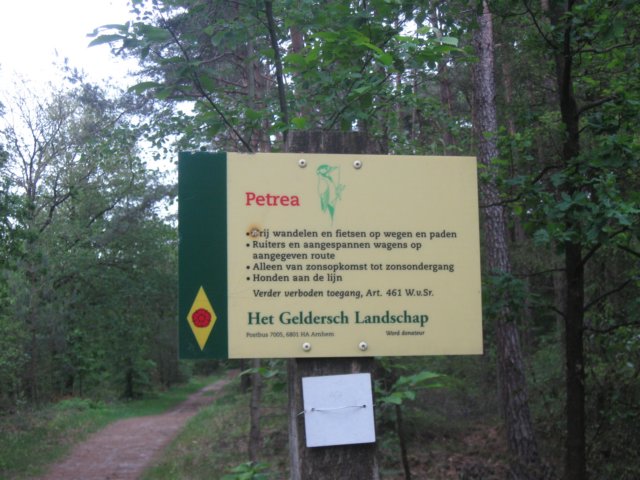 Petrea
• Vrij wandelen en fietsen op wegen en paden
• Ruiters en aangespannen wagens op
aangegeven route
• Alleen van zonsopkomst tot zonsondergang
• Honden aan de lijn
Verder verboden toegang, Art. 461 W.v.Sr.
Het Geldersch Landschap
Postbus 7005, 6801 HA Arnhem Word donateur